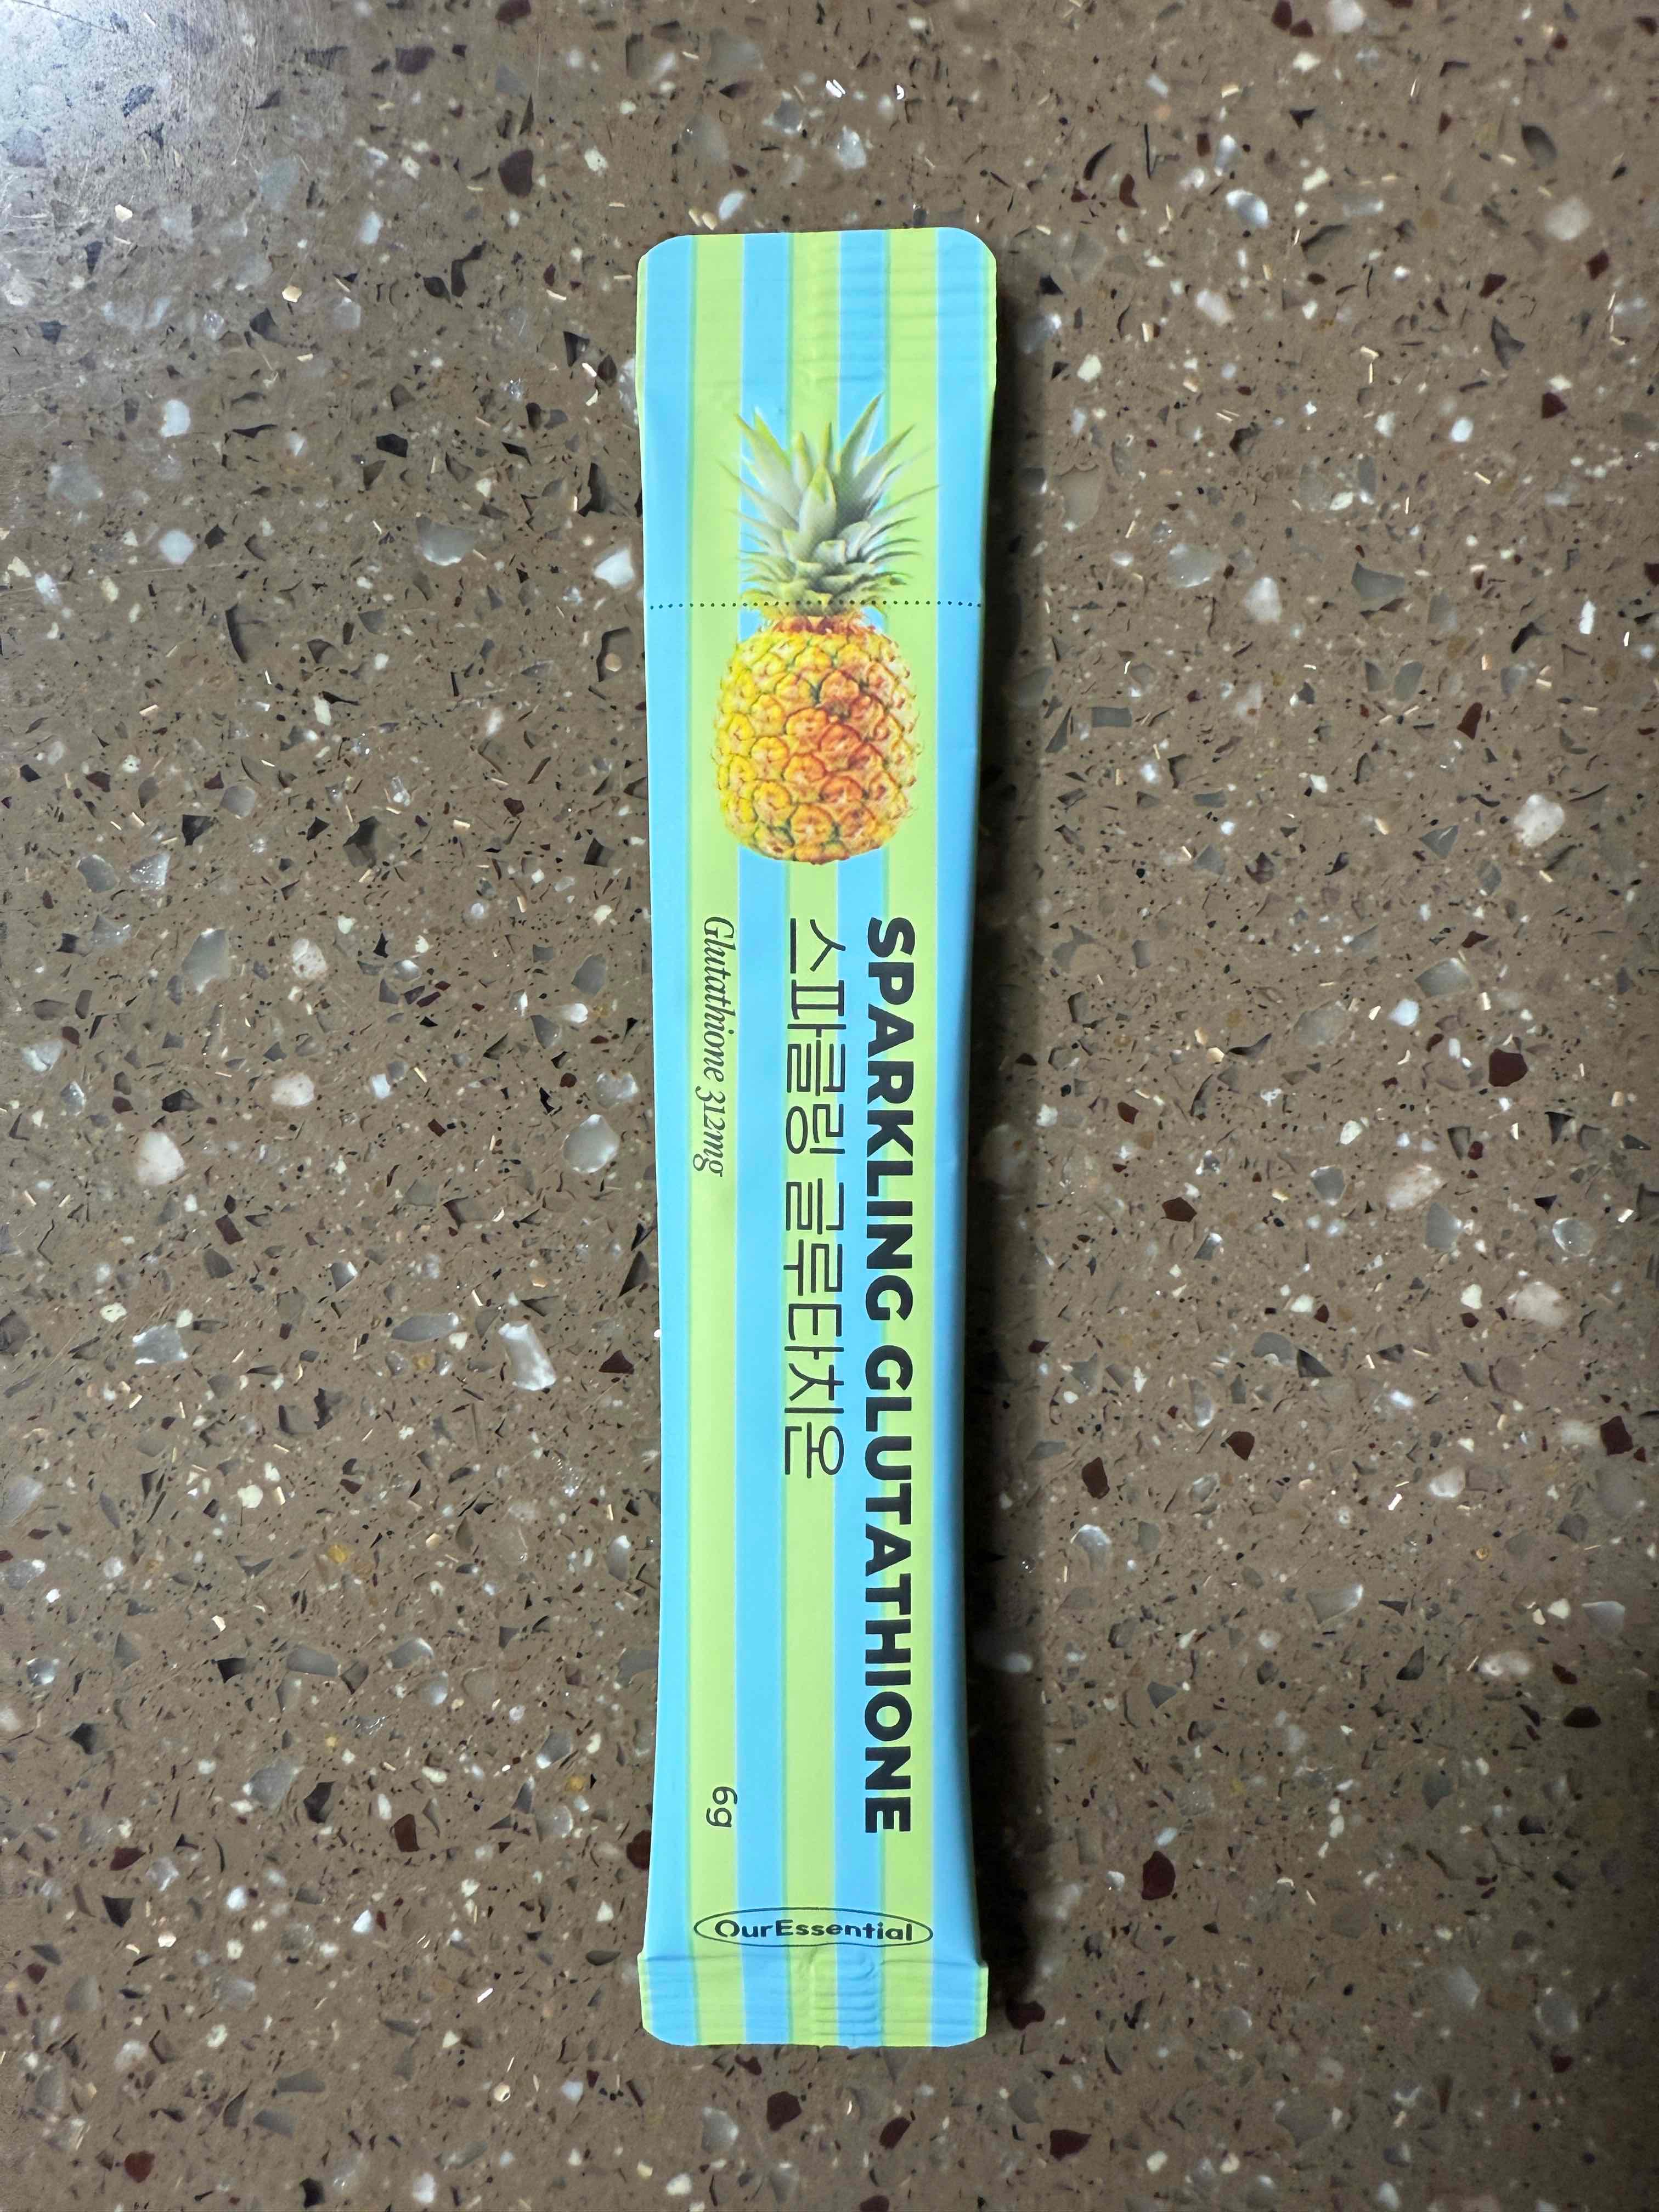 SPARKLING GLUTATHIONE
스파클링 글루타치온
Glutathione 312mg
6g
OurEssential